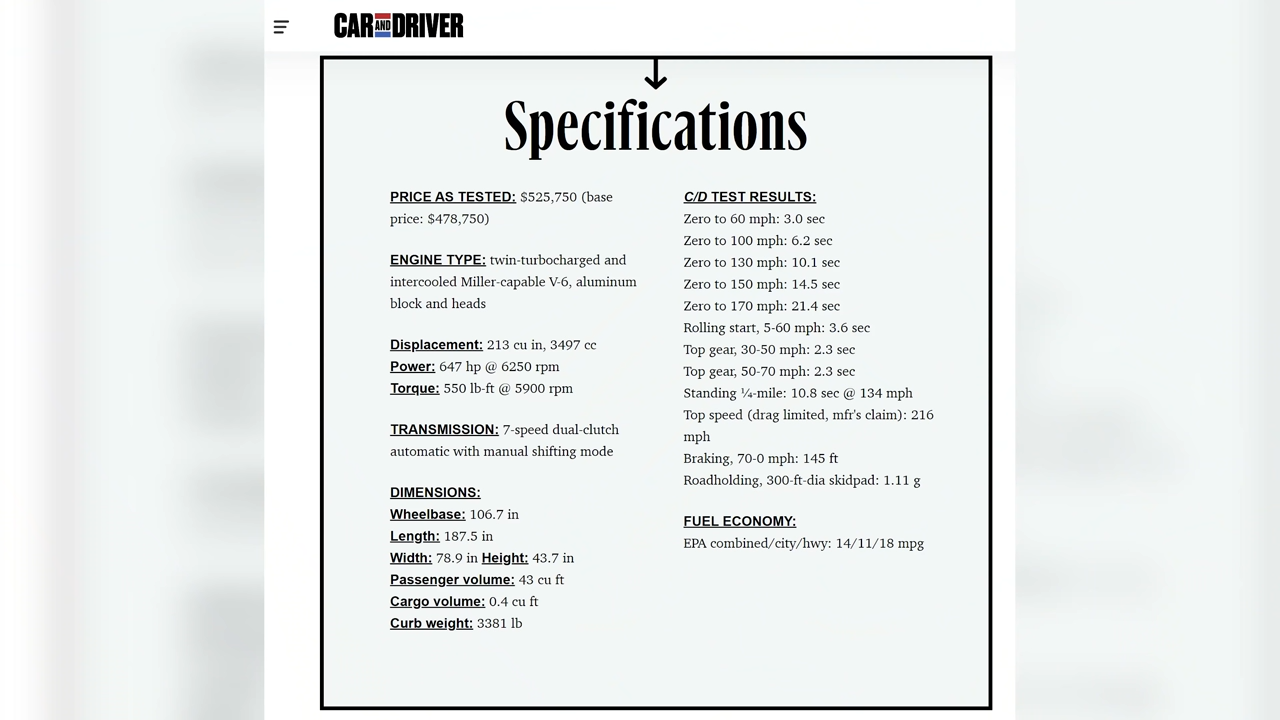 CAR AND DRIVER
Specifications
PRICE AS TESTED: $525,750 (base
price: $478,750)
ENGINE TYPE: twin-turbocharged and
intercooled Miller-capable V-6, aluminum
block and heads
Displacement: 213 cu in, 3497 cc
Power: 647 hp @ 6250 rpm
Torque: 550 lb-ft @ 5900 rpm
TRANSMISSION: 7-speed dual-clutch
automatic with manual shifting mode
DIMENSIONS:
Wheelbase: 106.7 in
Length: 187.5 in
Width: 78.9 in Height: 43.7 in
Passenger volume: 43 cu ft
Cargo volume: 0.4 cu ft
Curb weight: 3381 lb
C/D TEST RESULTS:
Zero to 60 mph: 3.0 sec
Zero to 100 mph: 6.2 sec
Zero to 130 mph: 10.1 sec
Zero to 150 mph: 14.5 sec
Zero to 170 mph: 21.4 sec
Rolling start, 5-60 mph: 3.6 sec
Top gear, 30-50 mph: 2.3 sec
Top gear, 50-70 mph: 2.3 sec
Standing ¼-mile: 10.8 sec @ 134 mph
Top speed (drag limited, mfr's claim): 216
mph
Braking, 70-0 mph: 145 ft
Roadholding, 300-ft-dia skidpad: 1.11 g
FUEL ECONOMY:
EPA combined/city/hwy: 14/11/18 mpg